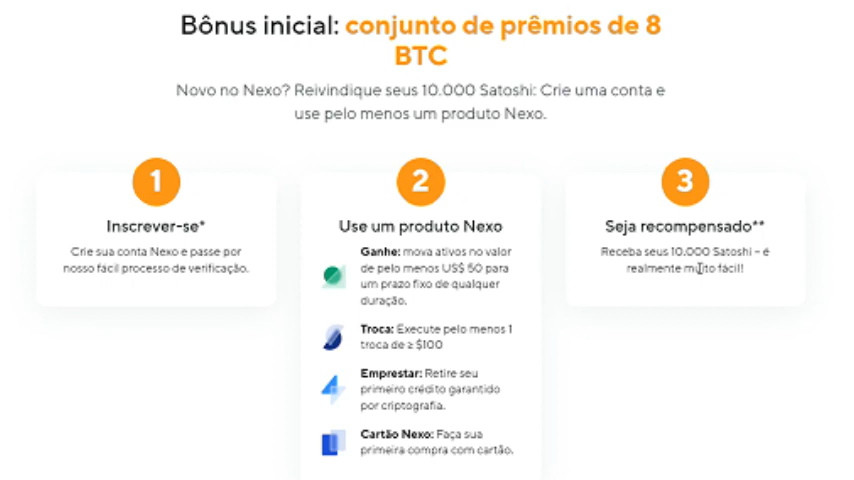 Bônus inicial: conjunto de prêmios de 8
BTC
Novo no Nexo? Reivindique seus 10.000 Satoshi: Crie uma conta e
use pelo menos um produto Nexo.
1
Inscrever-se*
Crie sua conta Nexo e passe por
nosso fácil processo de verificação.
2
Use um produto Nexo
Ganhe: mova ativos no valor
de pelo menos US$ 50 para
um prazo fixo de qualquer
duração.
Troca: Execute pelo menos 1
troca de ≥ $100
Emprestar: Retire seu
primeiro crédito garantido
por criptografia.
Cartão Nexo: Faça sua
primeira compra com cartão.
3
Seja recompensado**
Receba seus 10.000 Satoshi – é
realmente muito fácil!